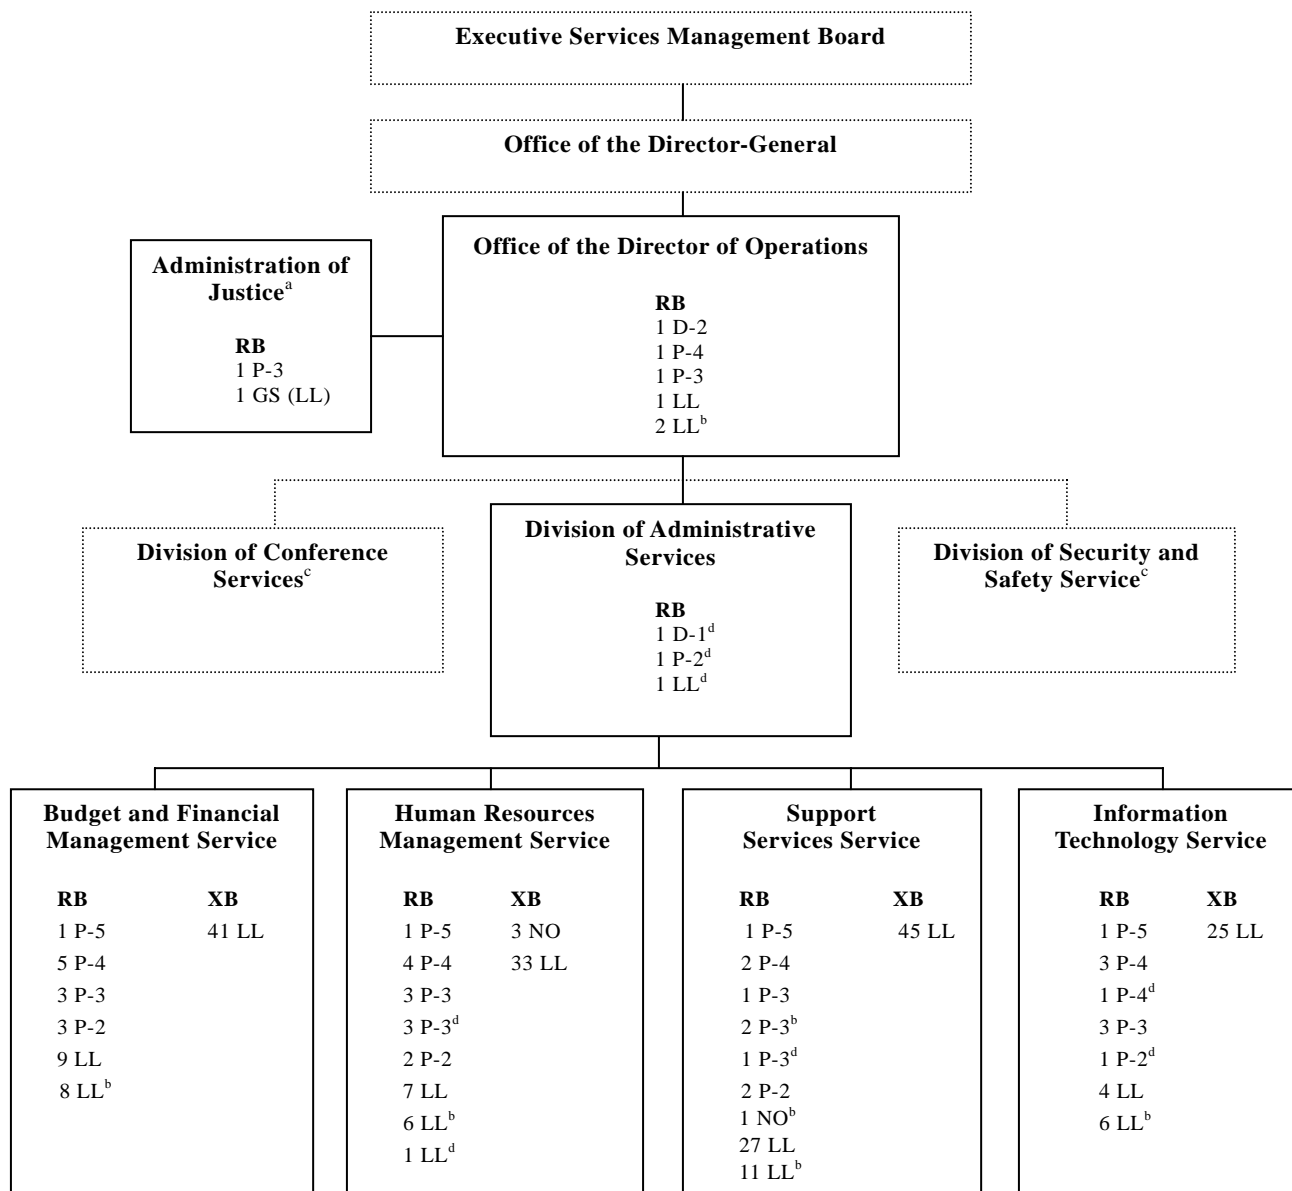 Executive Services Management Board
Office of the Director-General
Office of the Director of Operations
RB
1 D-2
1 P-4
1 P-3
1 LL
2 LLᵇ
Administration of
Justiceᵃ
RB
1 P-3
1 GS (LL)
Division of Conference
Servicesᶜ
Division of Administrative
Services
RB
1 D-1ᵈ
1 P-2ᵈ
1 LLᵈ
Division of Security and
Safety Serviceᶜ
Budget and Financial
Management Service
RB XB
1 P-5 41 LL
5 P-4
3 P-3
3 P-2
9 LL
8 LLᵇ
Human Resources
Management Service
RB XB
1 P-5 3 NO
4 P-4 33 LL
3 P-3
3 P-3ᵈ
2 P-2
7 LL
6 LLᵇ
1 LLᵈ
Support
Services Service
RB XB
1 P-5 45 LL
2 P-4
1 P-3
2 P-3ᵇ
1 P-3ᵈ
2 P-2
1 NOᵇ
27 LL
11 LLᵇ
Information
Technology Service
RB XB
1 P-5 25 LL
3 P-4
1 P-4ᵈ
3 P-3
1 P-2ᵈ
4 LL
6 LLᵇ